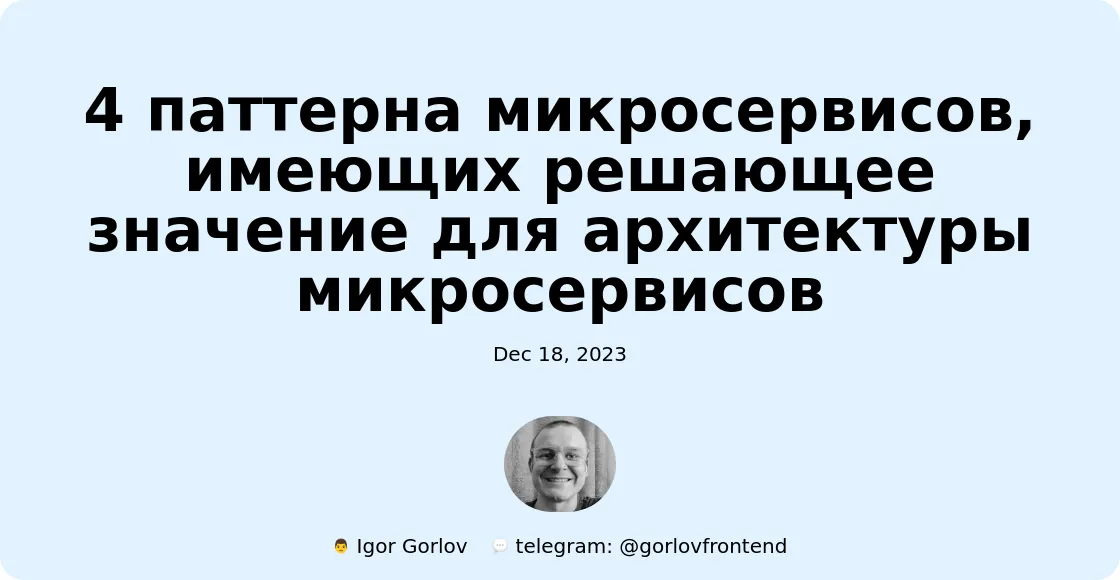 4 паттерна микросервисов,
имеющих решающее
значение для архитектуры
микросервисов
Dec 18, 2023
👨 Igor Gorlov 💬 telegram: @gorlovfrontend